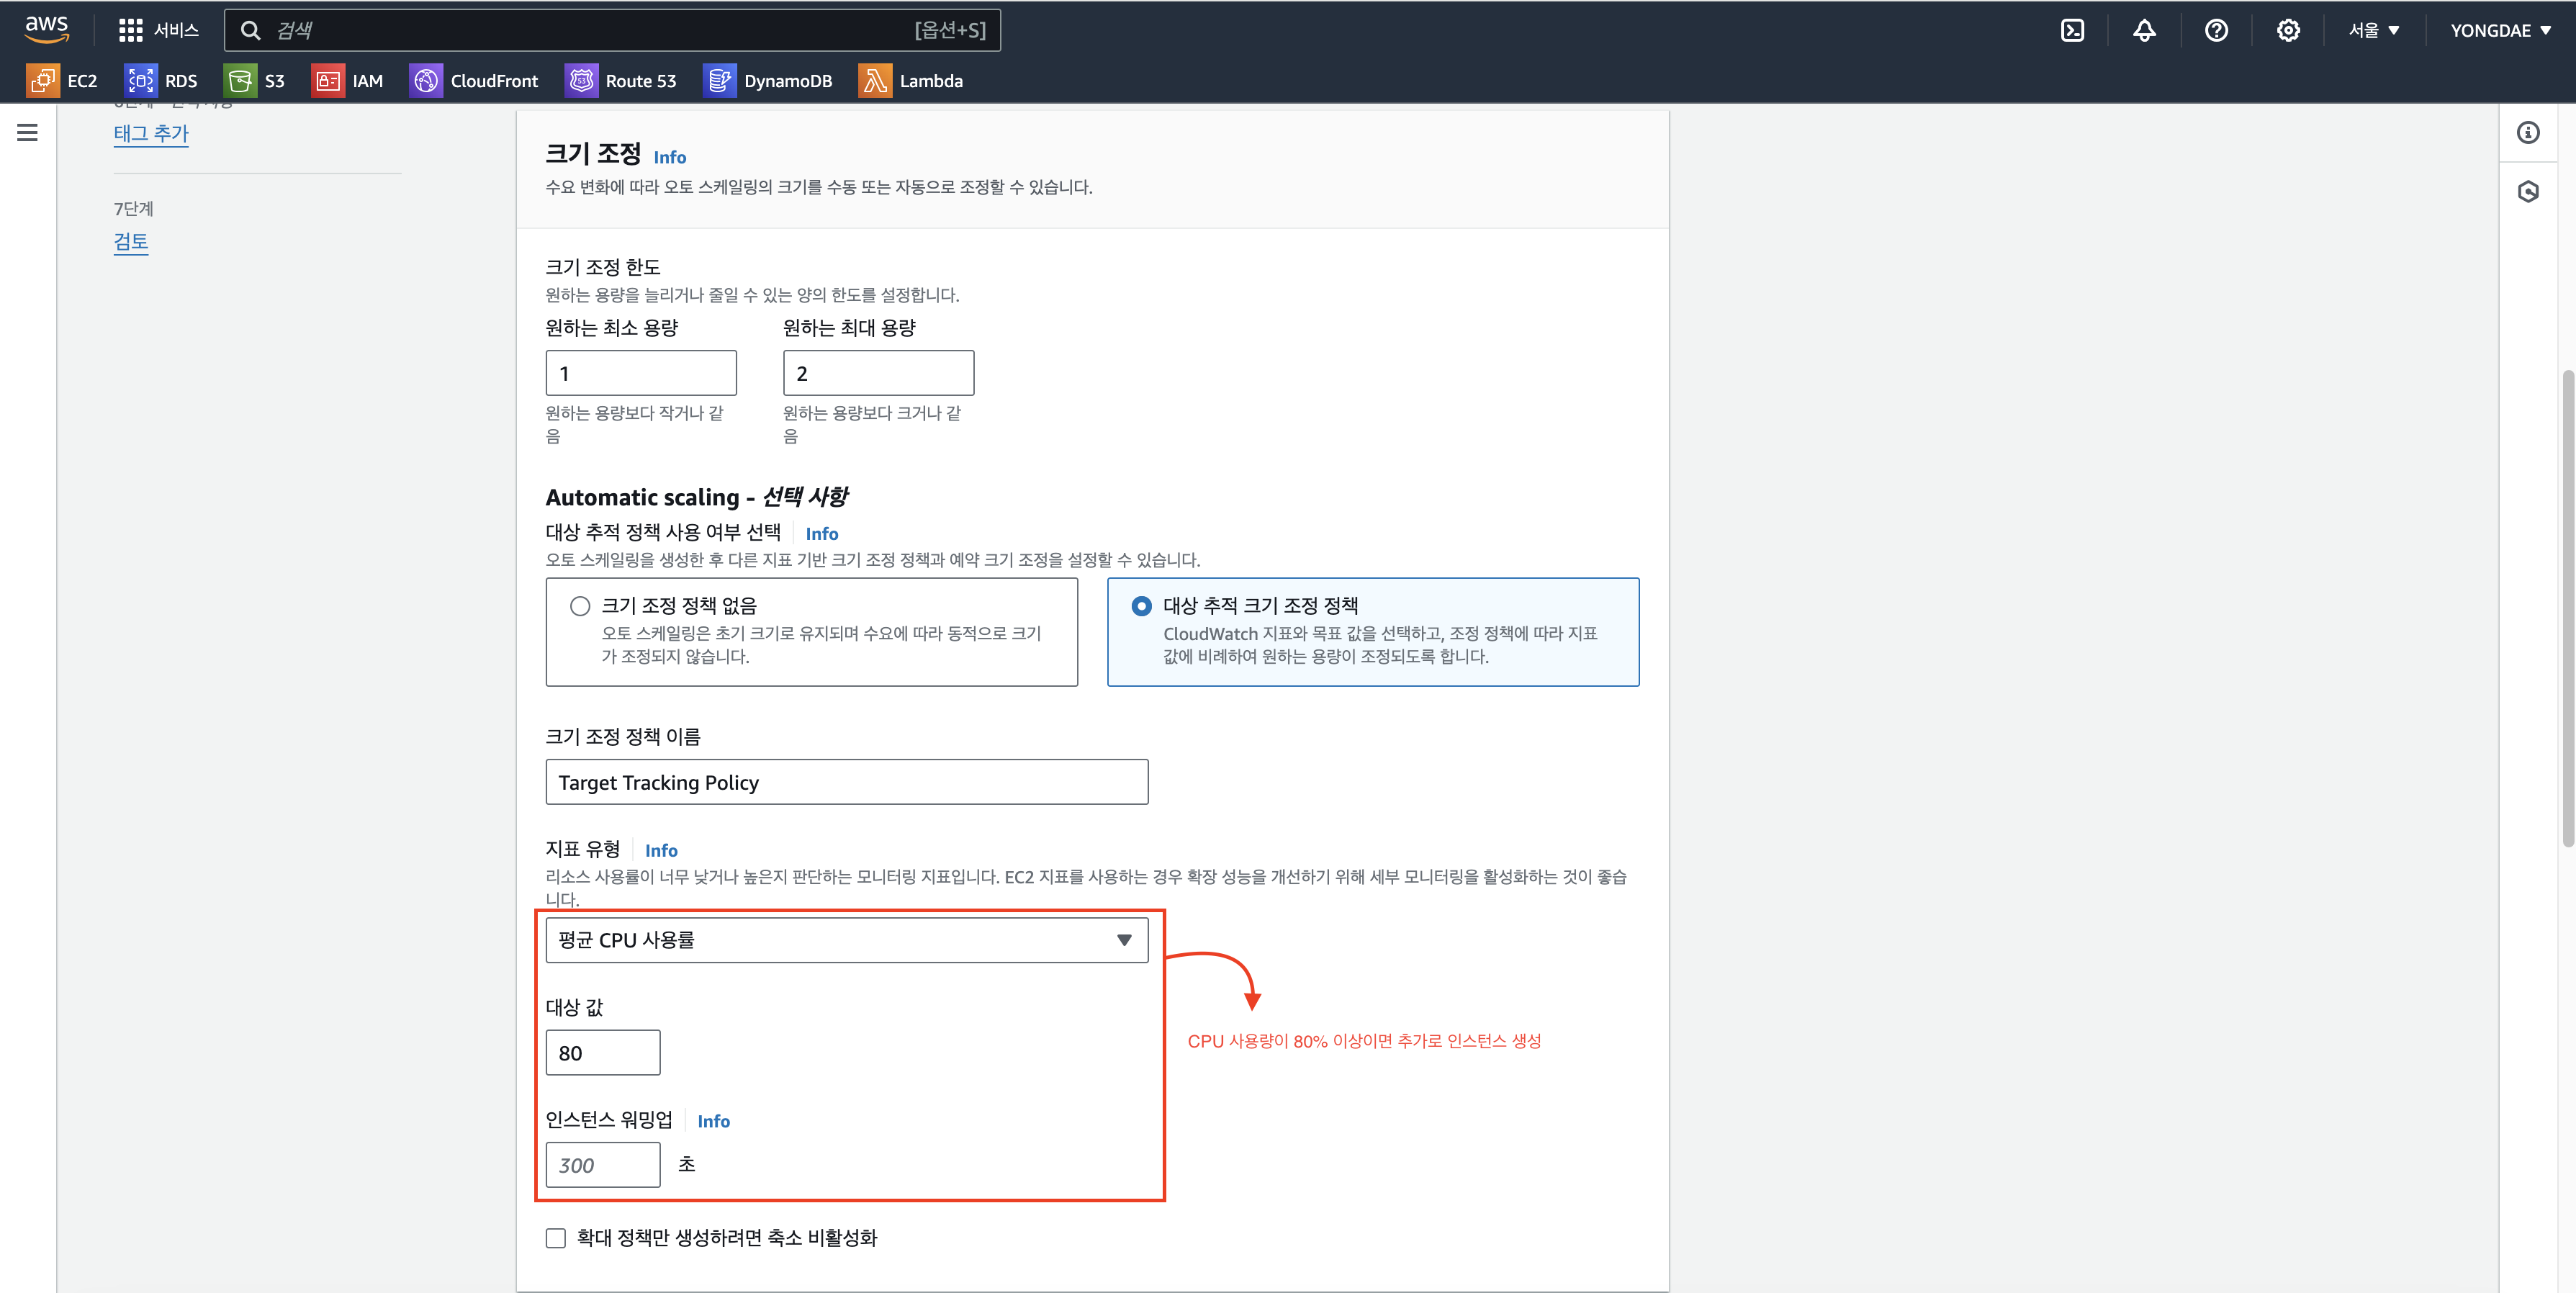 aws
서비스
검색
[옵션+S]
서울 ▼
YONGDAE ▼
EC2
RDS
S3
IAM
CloudFront
Route 53
DynamoDB
Lambda
태그 추가
7단계
검토
크기 조정 Info
수요 변화에 따라 오토 스케일링의 크기를 수동 또는 자동으로 조정할 수 있습니다.
크기 조정 한도
원하는 용량을 늘리거나 줄일 수 있는 양의 한도를 설정합니다.
원하는 최소 용량
원하는 최대 용량
1
2
원하는 용량보다 작거나 같
음
원하는 용량보다 크거나 같
음
Automatic scaling - 선택 사항
대상 추적 정책 사용 여부 선택 Info
오토 스케일링을 생성한 후 다른 지표 기반 크기 조정 정책과 예약 크기 조정을 설정할 수 있습니다.
크기 조정 정책 없음
오토 스케일링은 초기 크기로 유지되며 수요에 따라 동적으로 크기
가 조정되지 않습니다.
대상 추적 크기 조정 정책
CloudWatch 지표와 목표 값을 선택하고, 조정 정책에 따라 지표
값에 비례하여 원하는 용량이 조정되도록 합니다.
크기 조정 정책 이름
Target Tracking Policy
지표 유형 Info
리소스 사용률이 너무 낮거나 높은지 판단하는 모니터링 지표입니다. EC2 지표를 사용하는 경우 확장 성능을 개선하기 위해 세부 모니터링을 활성화하는 것이 좋습
니다.
평균 CPU 사용률
대상 값
80
CPU 사용량이 80% 이상이면 추가로 인스턴스 생성
인스턴스 워밍업 Info
300 초
확대 정책만 생성하려면 축소 비활성화